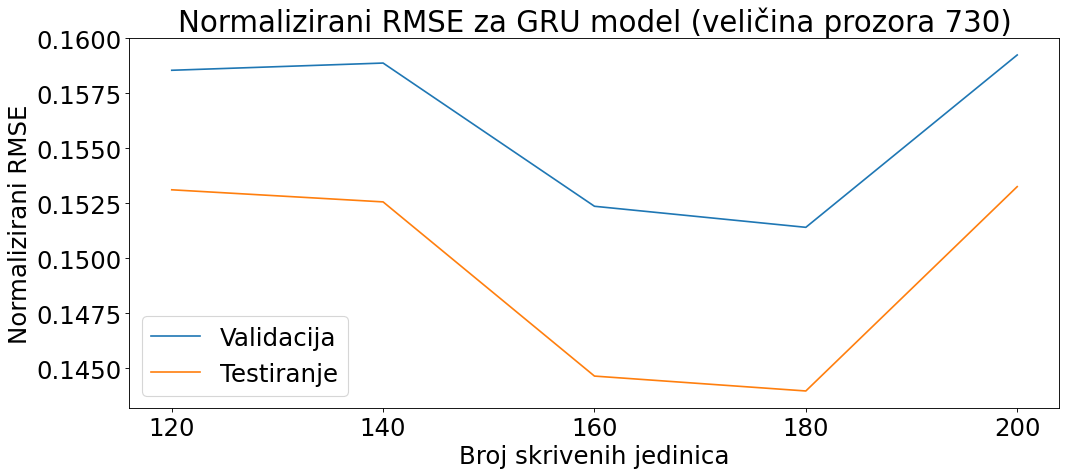 Normalizirani RMSE za GRU model (veličina prozora 730)
Normalizirani RMSE
0.1600
0.1575
0.1550
0.1525
0.1500
0.1475
0.1450
Validacija
Testiranje
120 140 160 180 200
Broj skrivenih jedinica